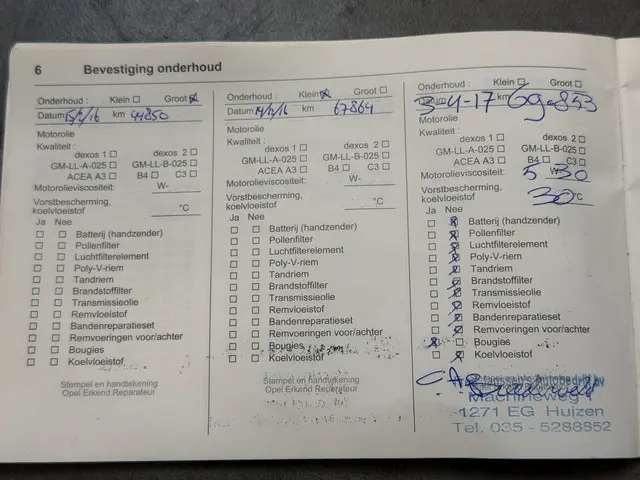 6 Bevestiging onderhoud
Onderhoud : Klein ☐ Groot ☒
Datum 15/2/16 km 44850
Motorolie
Kwaliteit :
dexos 1 ☐ dexos 2 ☐
GM-LL-A-025 ☐ GM-LL-B-025 ☐
ACEA A3 ☐ B4 ☐ C3 ☐
Motorolieviscositeit: W-
Vorstbescherming,
koelvloeistof °C
Ja Nee
☐ ☐ Batterij (handzender)
☐ ☐ Pollenfilter
☐ ☐ Luchtfilterelement
☐ ☐ Poly-V-riem
☐ ☐ Tandriem
☐ ☐ Brandstoffilter
☐ ☐ Transmissieolie
☐ ☐ Remvloeistof
☐ ☐ Bandenreparatieset
☐ ☐ Remvoeringen voor/achter
☐ ☐ Bougies
☐ ☐ Koelvloeistof
Stempel en handtekening
Opel Erkend Reparateur
Onderhoud : Klein ☒ Groot ☐
Datum 14/12/16 km 67864
Motorolie
Kwaliteit :
dexos 1 ☐ dexos 2 ☐
GM-LL-A-025 ☐ GM-LL-B-025 ☐
ACEA A3 ☐ B4 ☐ C3 ☐
Motorolieviscositeit: W-
Vorstbescherming,
koelvloeistof °C
Ja Nee
☐ ☐ Batterij (handzender)
☐ ☐ Pollenfilter
☐ ☐ Luchtfilterelement
☐ ☐ Poly-V-riem
☐ ☐ Tandriem
☐ ☐ Brandstoffilter
☐ ☐ Transmissieolie
☐ ☐ Remvloeistof
☐ ☐ Bandenreparatieset
☐ ☐ Remvoeringen voor/achter
☐ ☐ Bougies
☐ ☐ Koelvloeistof
Stempel en handtekening
Opel Erkend Reparateur
Onderhoud : Klein ☐ Groot ☐
Datum 3-4-17 km 69.853
Motorolie
Kwaliteit :
dexos 1 ☐ dexos 2 ☐
GM-LL-A-025 ☐ GM-LL-B-025 ☐
ACEA A3 ☐ B4 ☐ C3 ☐
Motorolieviscositeit: 5 W- 30
Vorstbescherming,
koelvloeistof 30 °C
Ja Nee
☐ ☒ Batterij (handzender)
☐ ☒ Pollenfilter
☐ ☒ Luchtfilterelement
☐ ☒ Poly-V-riem
☐ ☒ Tandriem
☐ ☒ Brandstoffilter
☐ ☒ Transmissieolie
☐ ☒ Remvloeistof
☐ ☒ Bandenreparatieset
☐ ☒ Remvoeringen voor/achter
☒ ☐ Bougies
☐ ☒ Koelvloeistof
Machineweg
1271 EG Huizen
Tel. 035 - 5288852